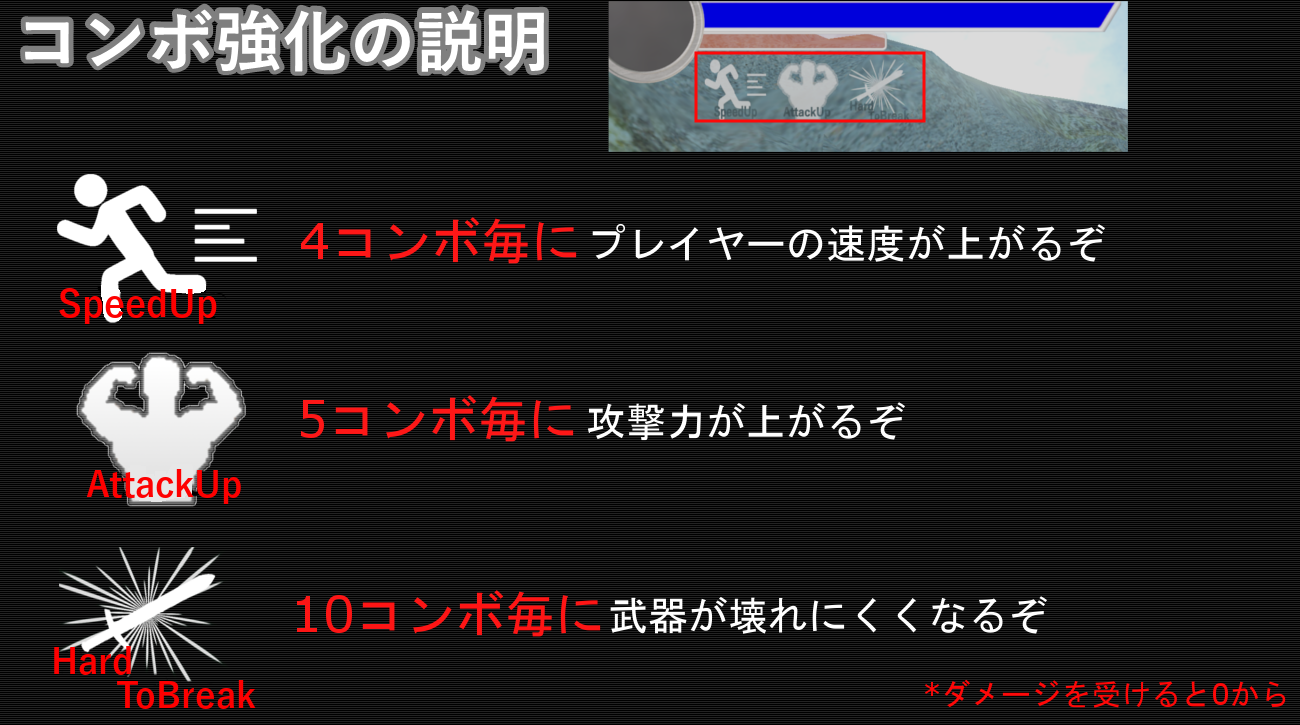 コンボ強化の説明
SpeedUp AttackUp Hard
ToBreak
4コンボ毎に プレイヤーの速度が上がるぞ
SpeedUp
5コンボ毎に 攻撃力が上がるぞ
AttackUp
10コンボ毎に 武器が壊れにくくなるぞ
Hard
ToBreak
*ダメージを受けると0から